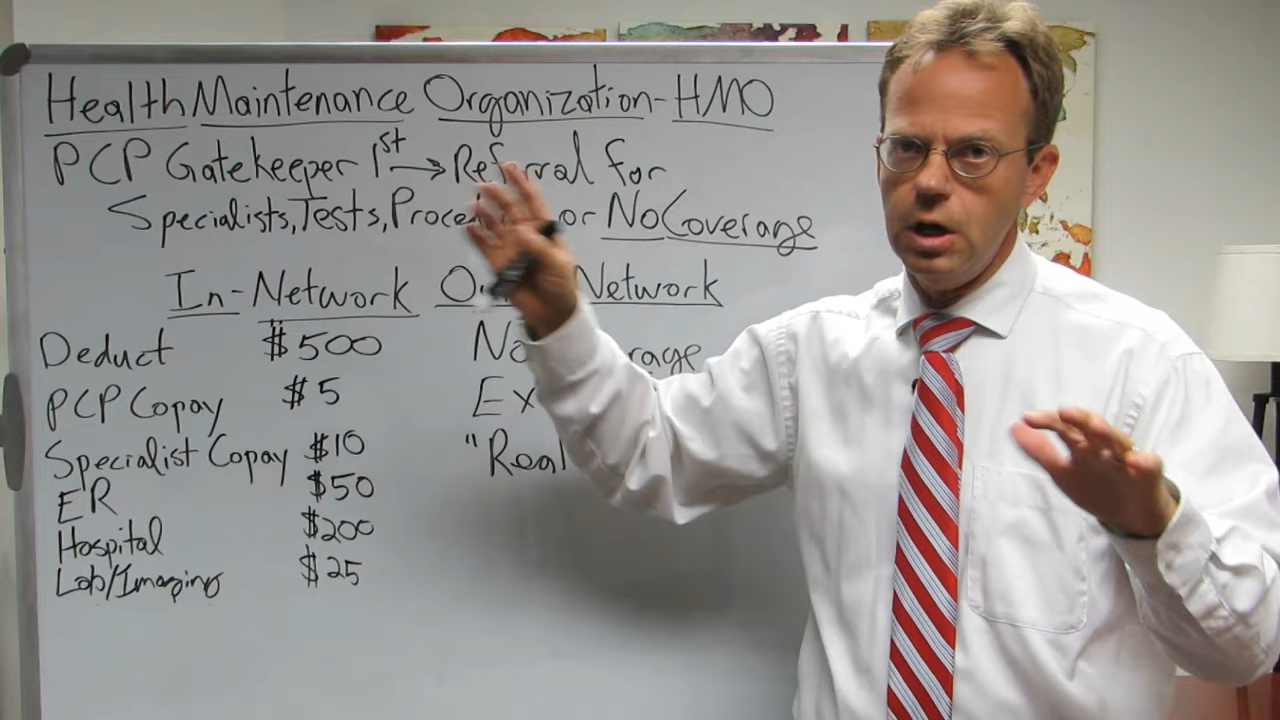 Health Maintenance Organization - HMO
PCP Gatekeeper 1st → Referral for
Specialists, Tests, or No Coverage
In-Network Network
Deduct $500 No
PCP Copay $5
Specialist Copay $10 "Real
ER $50
Hospital $200
Lab/Imaging $25